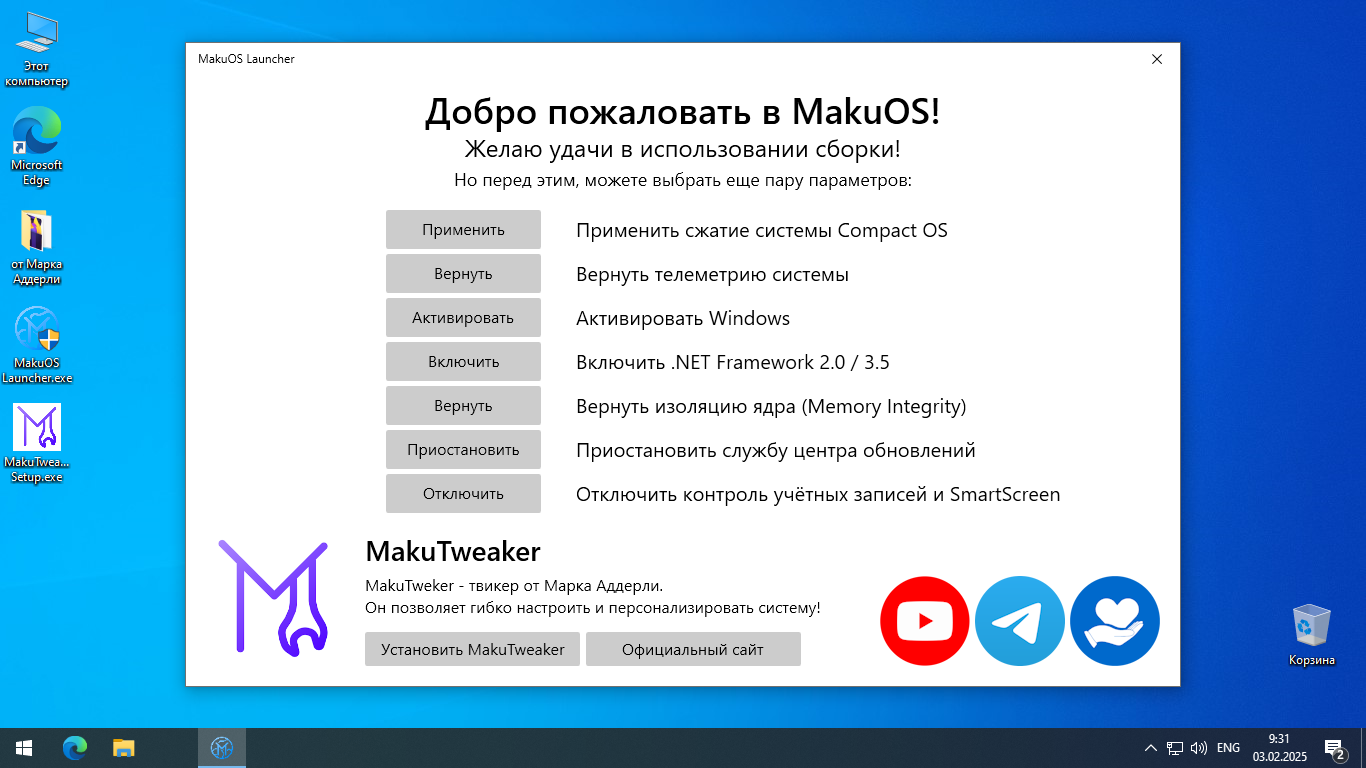 Этот
компьютер
Microsoft
Edge
от Марка
Аддерли
MakuOS
Launcher.exe
MakuTwea...
Setup.exe
MakuOS Launcher
Добро пожаловать в MakuOS!
Желаю удачи в использовании сборки!
Но перед этим, можете выбрать еще пару параметров:
Применить Применить сжатие системы Compact OS
Вернуть Вернуть телеметрию системы
Активировать Активировать Windows
Включить Включить .NET Framework 2.0 / 3.5
Вернуть Вернуть изоляцию ядра (Memory Integrity)
Приостановить Приостановить службу центра обновлений
Отключить Отключить контроль учётных записей и SmartScreen
MakuTweaker
MakuTweker - твикер от Марка Аддерли.
Он позволяет гибко настроить и персонализировать систему!
Установить MakuTweaker Официальный сайт
Корзина
ENG
9:31
03.02.2025
2